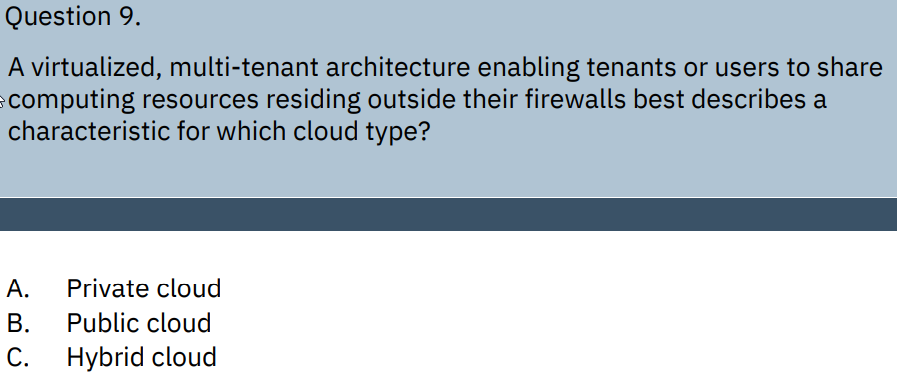 Question 9.
A virtualized, multi-tenant architecture enabling tenants or users to share
computing resources residing outside their firewalls best describes a
characteristic for which cloud type?
A. Private cloud
B. Public cloud
C. Hybrid cloud